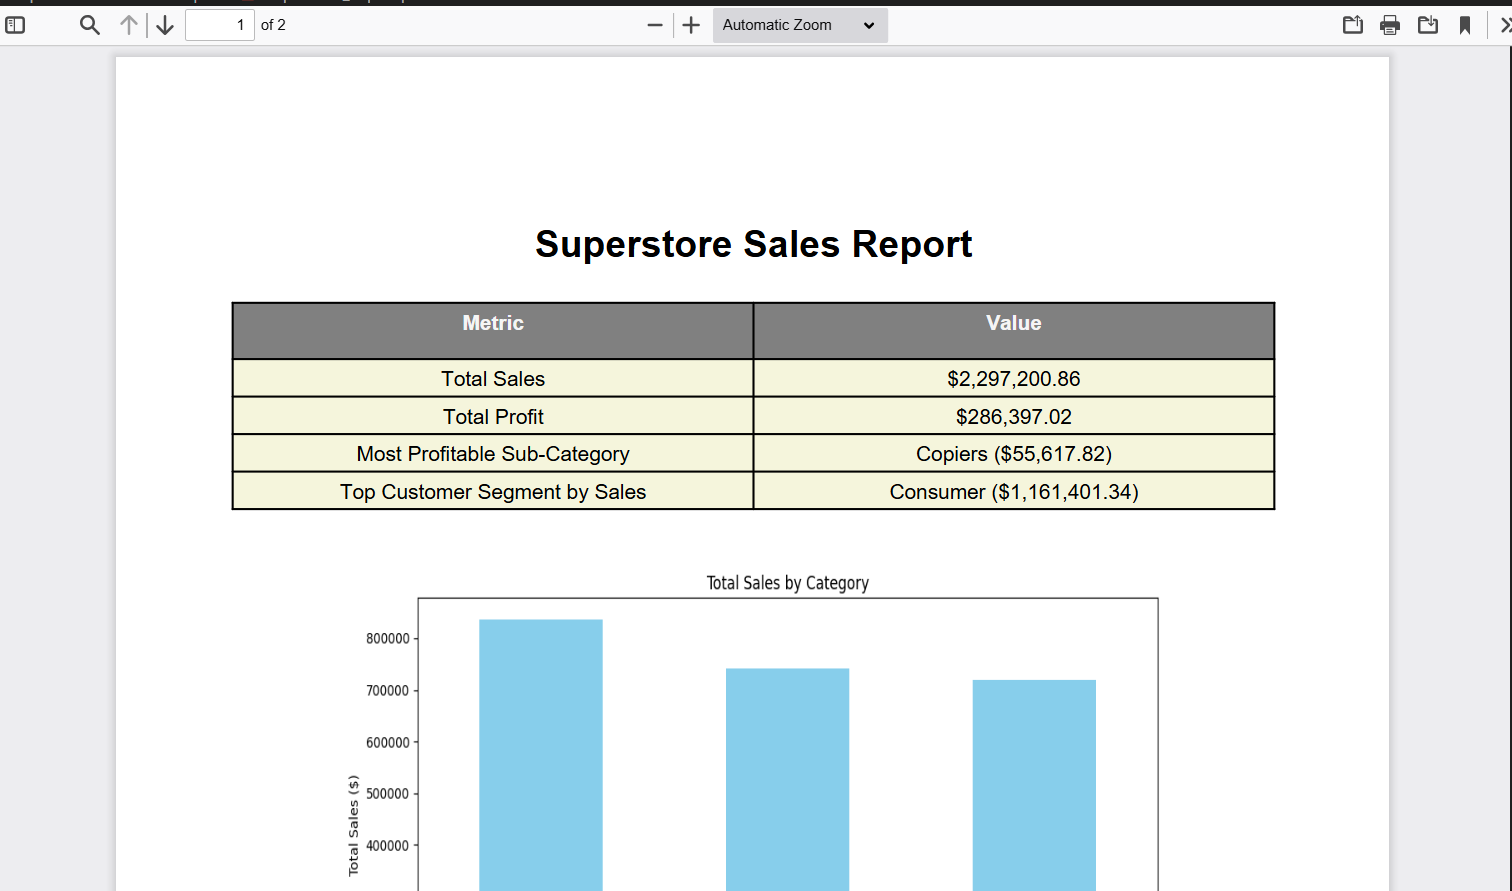 1 of 2
Automatic Zoom
Superstore Sales Report
Metric Value
Total Sales $2,297,200.86
Total Profit $286,397.02
Most Profitable Sub-Category Copiers ($55,617.82)
Top Customer Segment by Sales Consumer ($1,161,401.34)
Total Sales by Category
800000
700000
600000
500000
400000
Total Sales ($)